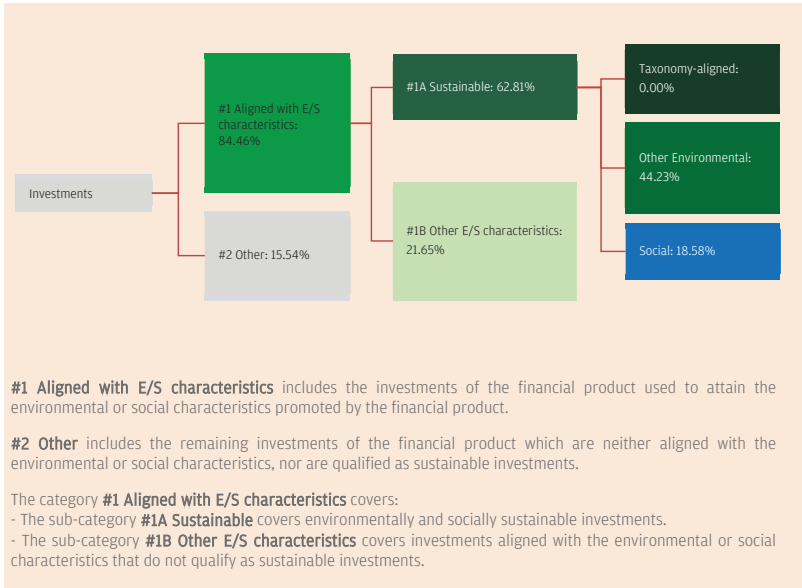 Investments
#1 Aligned with E/S
characteristics:
84.46%
#2 Other: 15.54%
#1A Sustainable: 62.81%
#1B Other E/S characteristics:
21.65%
Taxonomy-aligned:
0.00%
Other Environmental:
44.23%
Social: 18.58%
#1 Aligned with E/S characteristics includes the investments of the financial product used to attain the
environmental or social characteristics promoted by the financial product.
#2 Other includes the remaining investments of the financial product which are neither aligned with the
environmental or social characteristics, nor are qualified as sustainable investments.
The category #1 Aligned with E/S characteristics covers:
- The sub-category #1A Sustainable covers environmentally and socially sustainable investments.
- The sub-category #1B Other E/S characteristics covers investments aligned with the environmental or social
characteristics that do not qualify as sustainable investments.